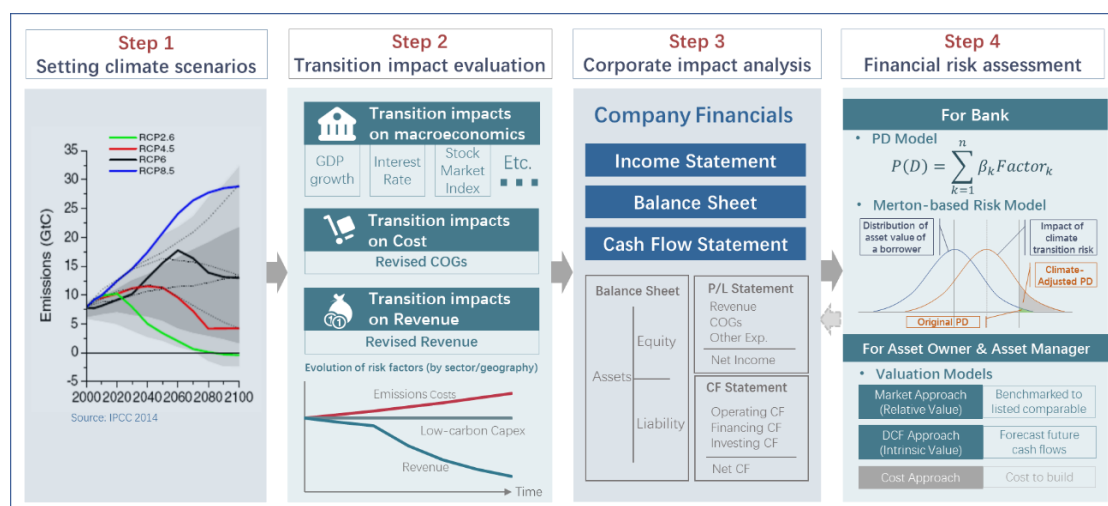 Step 1
Setting climate scenarios
RCP2.6
RCP4.5
RCP6
RCP8.5
Emissions (GtC)
35
30
25
20
15
10
5
0
-5
2000 2020 2040 2060 2080 2100
Source: IPCC 2014
Step 2
Transition impact evaluation
Transition impacts
on macroeconomics
GDP
growth
Interest
Rate
Stock
Market
Index
Etc.
Transition impacts
on Cost
Revised COGs
Transition impacts
on Revenue
Revised Revenue
Evolution of risk factors (by sector/geography)
Emissions Costs
Low-carbon Capex
Revenue
Time
Step 3
Corporate impact analysis
Company Financials
Income Statement
Balance Sheet
Cash Flow Statement
Balance Sheet
Assets
Equity
Liability
P/L Statement
Revenue
COGs
Other Exp.
Net Income
CF Statement
Operating CF
Financing CF
Investing CF
Net CF
Step 4
Financial risk assessment
For Bank
• PD Model
P(D) = ∑ₖ₌₁ⁿ βₖFactorₖ
• Merton-based Risk Model
Distribution of
asset value of
a borrower
Impact of
climate
transition risk
Climate-
Adjusted PD
Original PD
For Asset Owner & Asset Manager
• Valuation Models
Market Approach
(Relative Value)
Benchmarked to
listed comparable
DCF Approach
(Intrinsic Value)
Forecast future
cash flows
Cost Approach
Cost to build